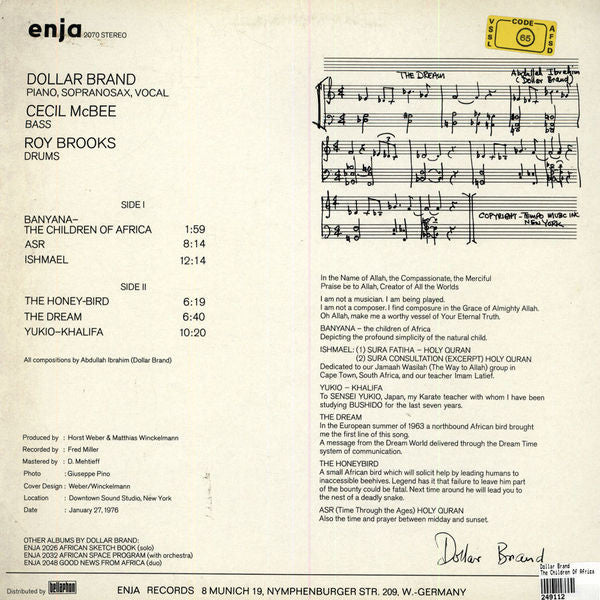 enja 2070 STEREO
VSSL CODE 65 AFSD
DOLLAR BRAND
PIANO, SOPRANOSAX, VOCAL
CECIL McBEE
BASS
ROY BROOKS
DRUMS
SIDE I
BANYANA–
THE CHILDREN OF AFRICA 1:59
ASR 8:14
ISHMAEL 12:14
SIDE II
THE HONEY-BIRD 6:19
THE DREAM 6:40
YUKIO–KHALIFA 10:20
All compositions by Abdullah Ibrahim (Dollar Brand)
Produced by : Horst Weber & Matthias Winckelmann
Recorded by : Fred Miller
Mastered by : D. Mehtieff
Photo : Giuseppe Pino
Cover Design : Weber/Winckelmann
Location : Downtown Sound Studio, New York
Date : January 27, 1976
OTHER ALBUMS BY DOLLAR BRAND:
ENJA 2026 AFRICAN SKETCH BOOK (solo)
ENJA 2032 AFRICAN SPACE PROGRAM (with orchestra)
ENJA 2048 GOOD NEWS FROM AFRICA (duo)
THE DREAM
Abdullah Ibrahim
(Dollar Brand)
COPYRIGHT - TEMPO MUSIC INC
NEW YORK.
In the Name of Allah, the Compassionate, the Merciful
Praise be to Allah, Creator of All the Worlds
I am not a musician. I am being played.
I am not a composer. I find composure in the Grace of Almighty Allah.
Oh Allah, make me a worthy vessel of Your Eternal Truth.
BANYANA – the children of Africa
Depicting the profound simplicity of the natural child.
ISHMAEL: (1) SURA FATIHA – HOLY QURAN
(2) SURA CONSULTATION (EXCERPT) HOLY QURAN
Dedicated to our Jamaah Wasilah (The Way to Allah) group in
Cape Town, South Africa, and our teacher Imam Latief.
YUKIO – KHALIFA
To SENSEI YUKIO, Japan, my Karate teacher with whom I have been
studying BUSHIDO for the last seven years.
THE DREAM
In the European summer of 1963 a northbound African bird brought
me the first line of this song.
A message from the Dream World delivered through the Dream Time
system of communication.
THE HONEYBIRD
A small African bird which will solicit help by leading humans to
inaccessible beehives. Legend has it that failure to leave him part
of the bounty could be fatal. Next time around he will lead you to
the nest of a deadly snake.
ASR (Time Through the Ages) HOLY QURAN
Also the time and prayer between midday and sunset.
Dollar Brand
Distributed by bellaphon
ENJA RECORDS 8 MUNICH 19, NYMPHENBURGER STR. 209, W.-GERMANY
Dollar Brand
The Children Of Africa
249112